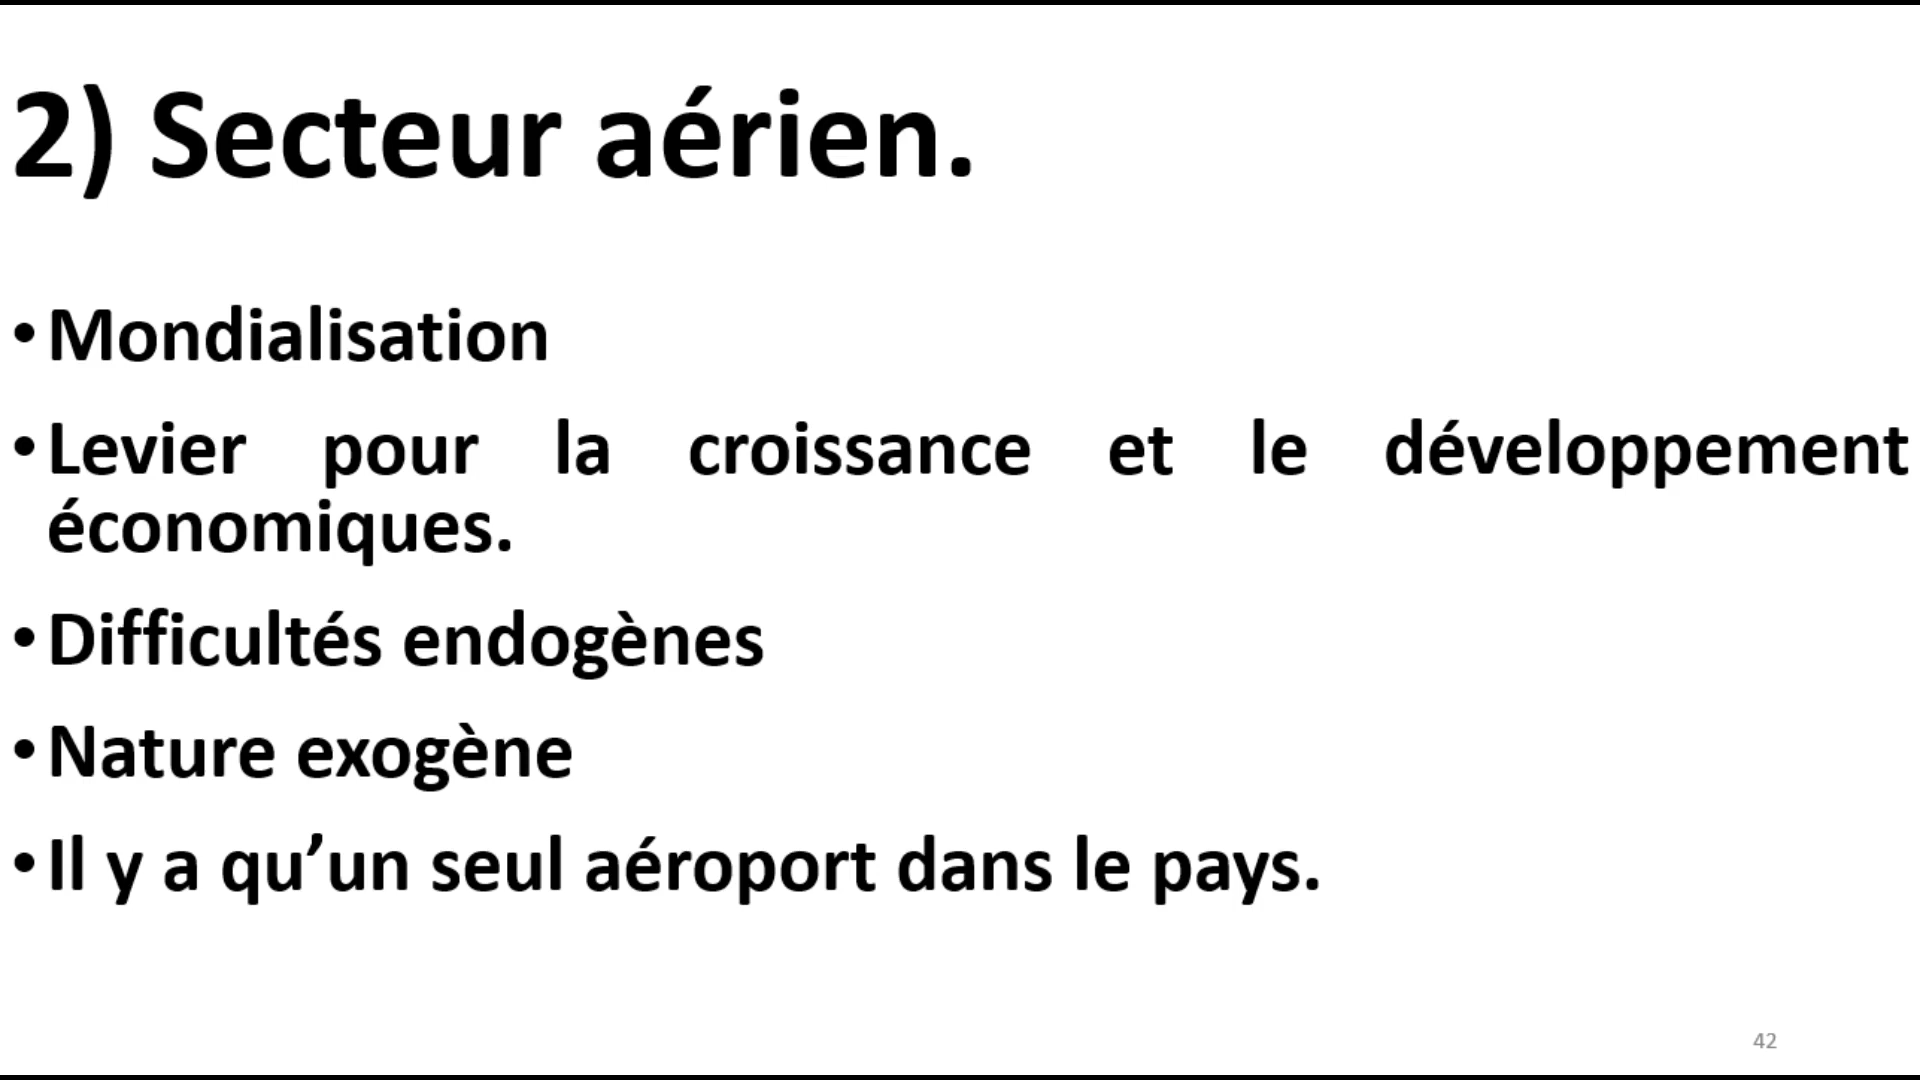 2) Secteur aérien.
•Mondialisation
•Levier pour la croissance et le développement
économiques.
•Difficultés endogènes
•Nature exogène
•Il y a qu’un seul aéroport dans le pays.
42